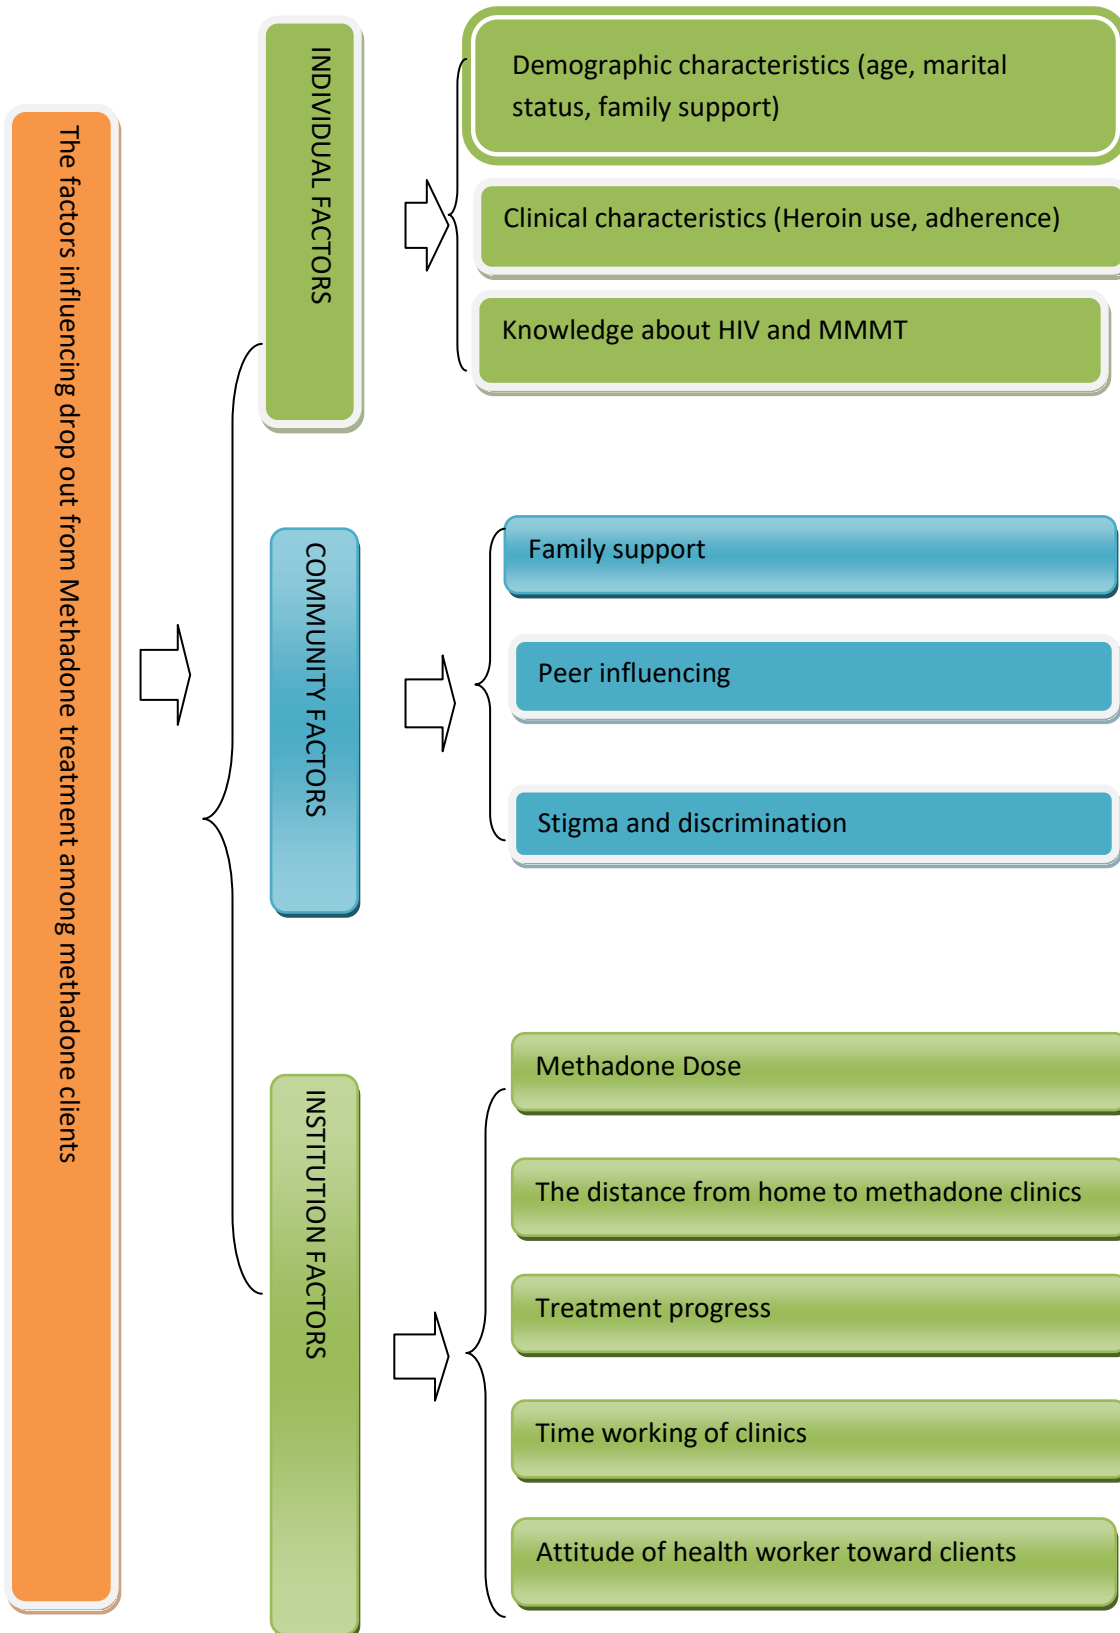 The factors influencing drop out from Methadone treatment among methadone clients
INDIVIDUAL FACTORS
Demographic characteristics (age, marital
status, family support)
Clinical characteristics (Heroin use, adherence)
Knowledge about HIV and MMMT
COMMUNITY FACTORS
Family support
Peer influencing
Stigma and discrimination
INSTITUTION FACTORS
Methadone Dose
The distance from home to methadone clinics
Treatment progress
Time working of clinics
Attitude of health worker toward clients